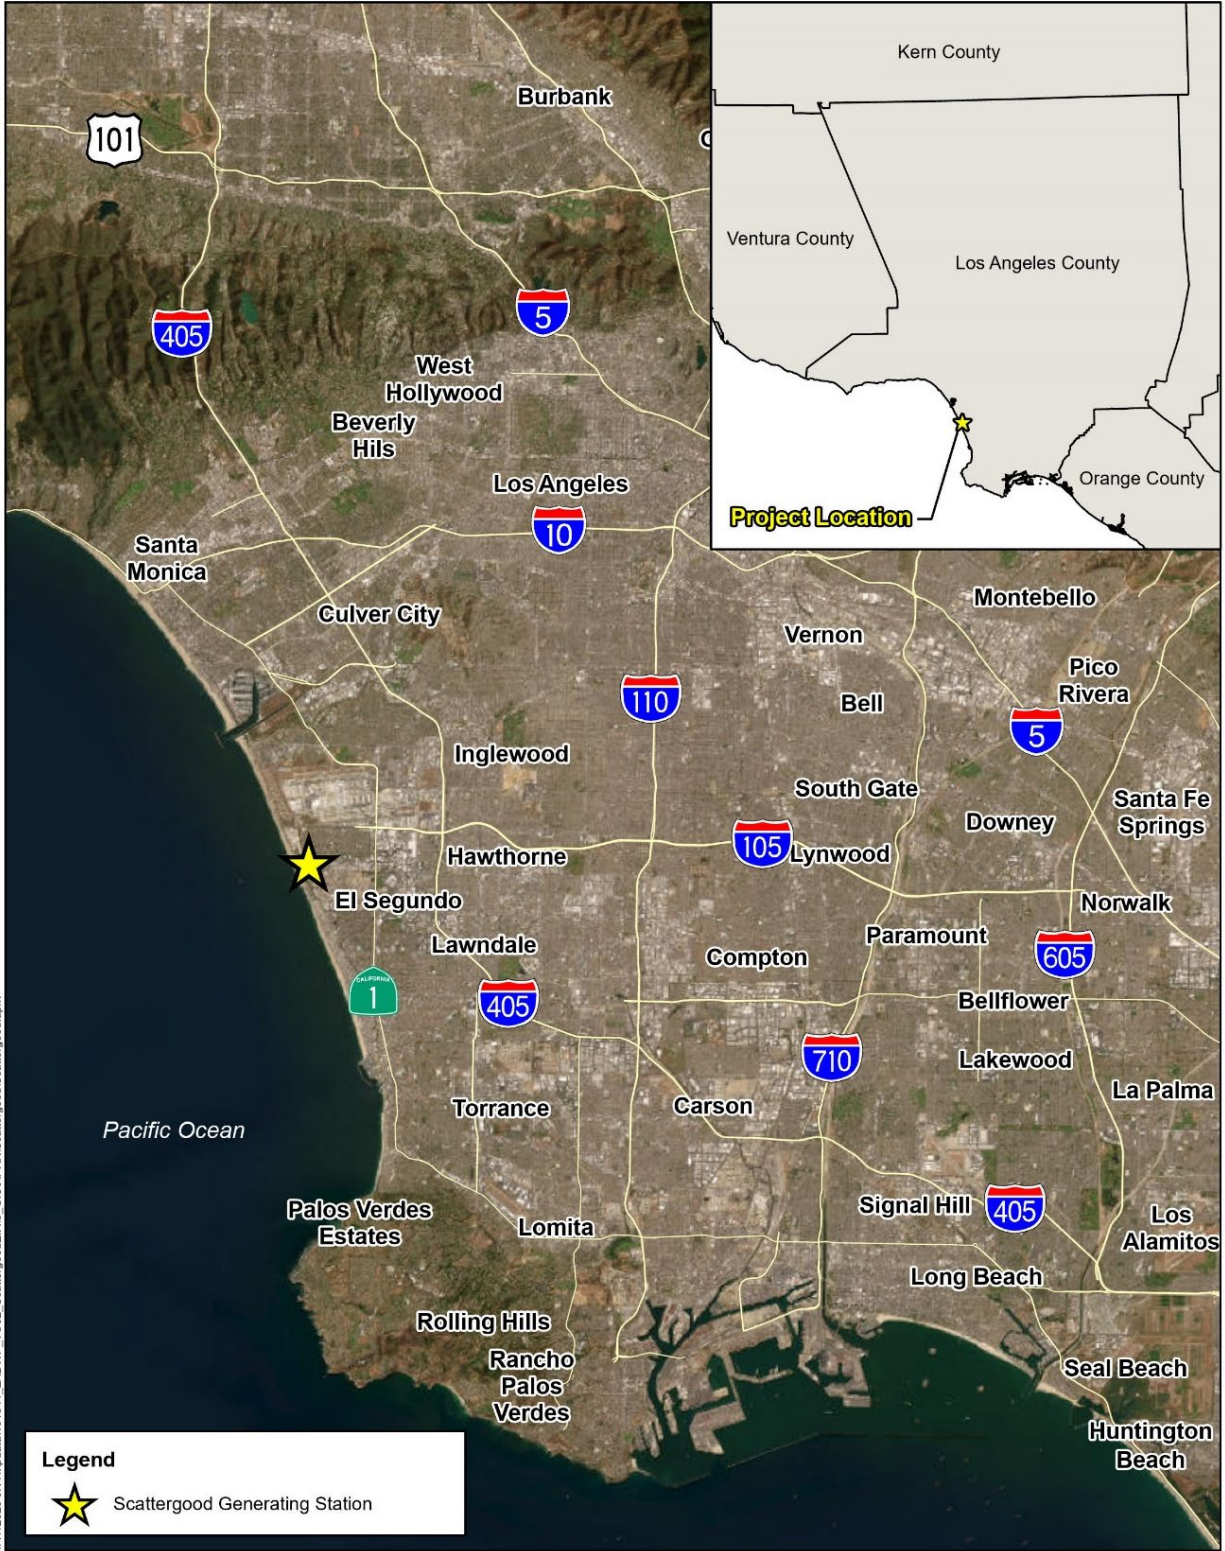 Kern County
Burbank
101
Ventura County
Los Angeles County
405
5
West
Hollywood
Beverly
Hils
Los Angeles
Orange County
Project Location
10
Santa
Monica
Montebello
Culver City
Vernon
Pico
Rivera
110
Bell
5
Inglewood
South Gate
Santa Fe
Springs
Downey
105
Lynwood
Hawthorne
El Segundo
Norwalk
Lawndale
Paramount
Compton
605
CALIFORNIA
1
405
Bellflower
710
Lakewood
La Palma
Torrance
Carson
Pacific Ocean
Palos Verdes
Estates
Signal Hill
405
Los
Alamitos
Lomita
Long Beach
Rolling Hills
Rancho
Palos
Verdes
Seal Beach
Huntington
Beach
Legend
Scattergood Generating Station